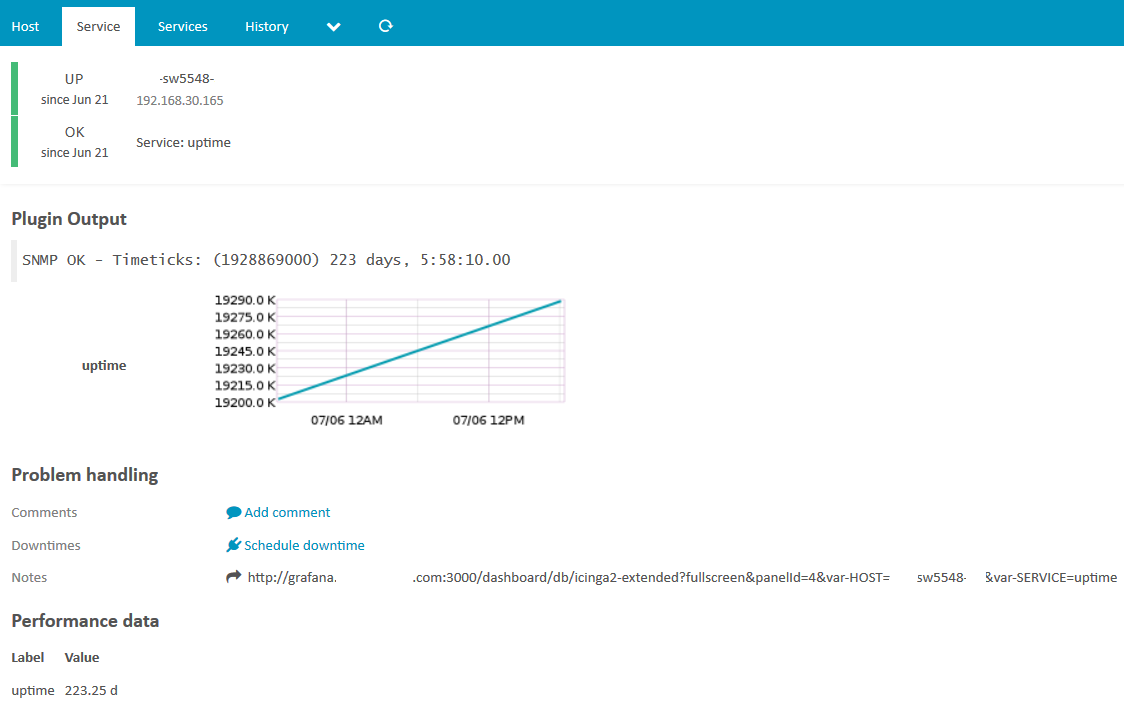 Host Service Services History
UP -sw5548-
since Jun 21 192.168.30.165
OK
Service: uptime
since Jun 21
Plugin Output
SNMP OK - Timeticks: (1928869000) 223 days, 5:58:10.00
19290.0 K
19275.0 K
19260.0 K
19245.0 K
19230.0 K
19215.0 K
19200.0 K
uptime
07/06 12AM 07/06 12PM
Problem handling
Comments Add comment
Downtimes Schedule downtime
Notes http://grafana. .com:3000/dashboard/db/icinga2-extended?fullscreen&panelId=4&var-HOST= sw5548- &var-SERVICE=uptime
Performance data
Label Value
uptime 223.25 d